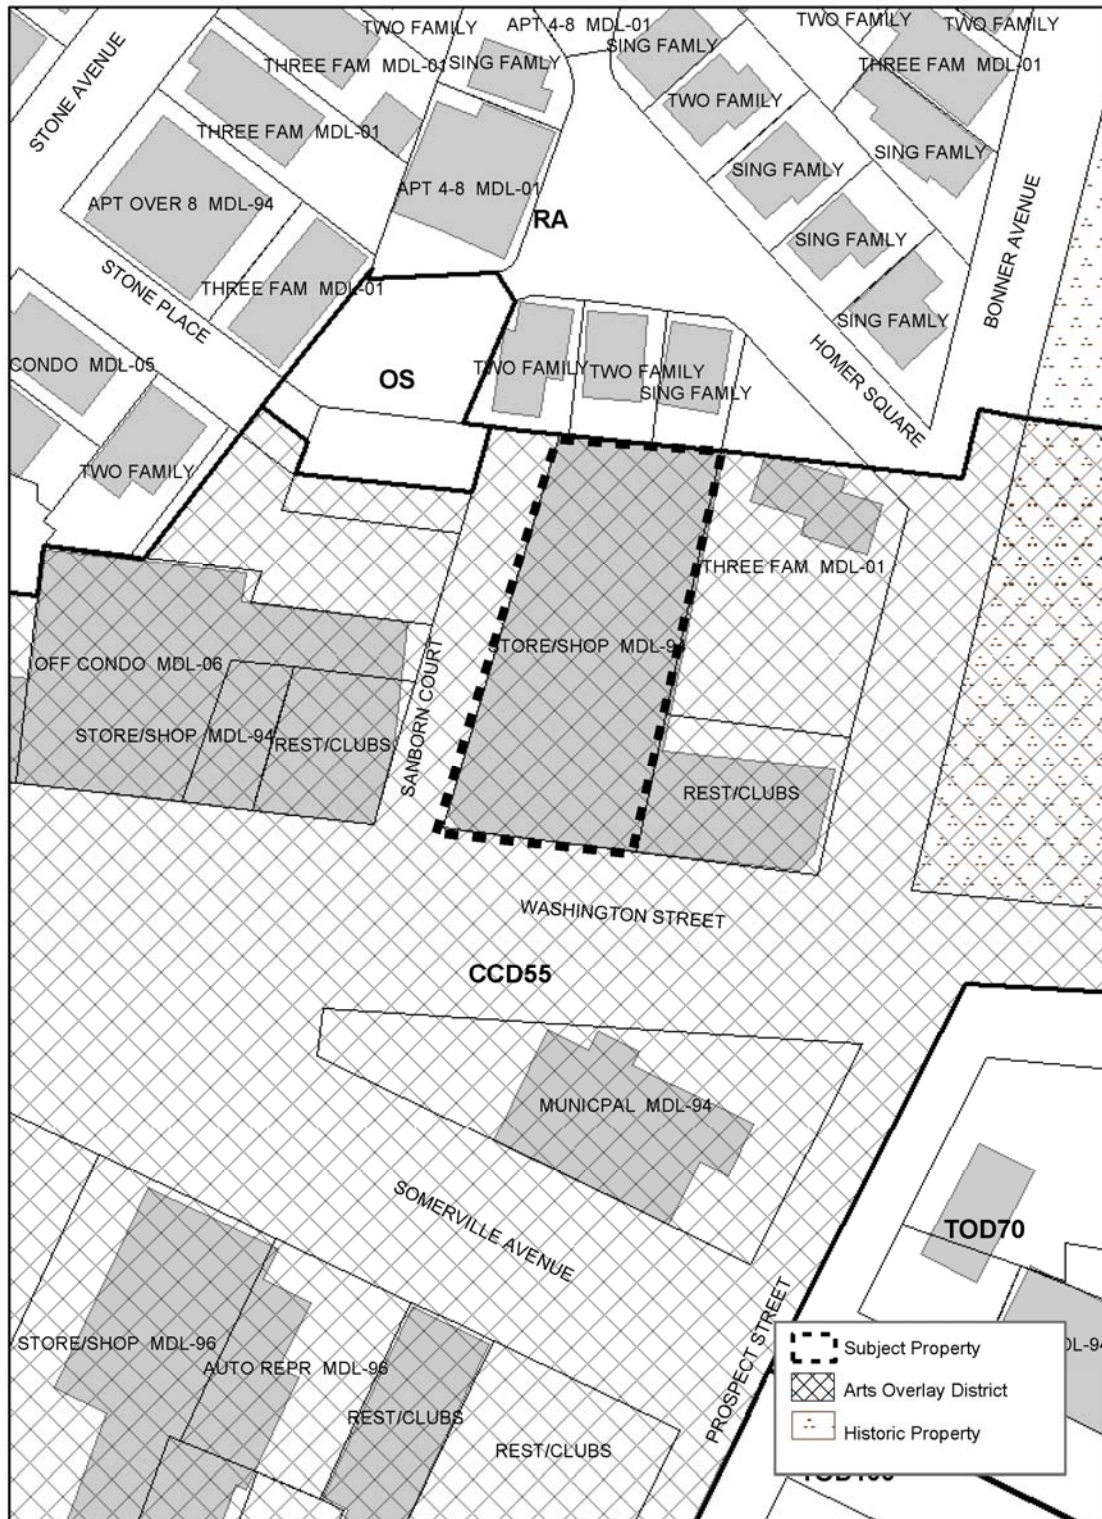 TWO FAMILY
APT 4-8 MDL-01
TWO FAMILY
TWO FAMILY
STONE AVENUE
THREE FAM MDL-01
SING FAMLY
SING FAMLY
THREE FAM MDL-01
TWO FAMILY
THREE FAM MDL-01
SING FAMLY
SING FAMLY
APT OVER 8 MDL-94
APT 4-8 MDL-01
RA
SING FAMLY
BONNER AVENUE
STONE PLACE
THREE FAM MDL-01
SING FAMLY
CONDO MDL-05
OS
TWO FAMILY
TWO FAMILY
SING FAMLY
HOMER SQUARE
TWO FAMILY
THREE FAM MDL-01
STORE/SHOP MDL-94
OFF CONDO MDL-06
SANBORN COURT
STORE/SHOP MDL-94
REST/CLUBS
REST/CLUBS
WASHINGTON STREET
CCD55
MUNICPAL MDL-94
SOMERVILLE AVENUE
TOD70
PROSPECT STREET
STORE/SHOP MDL-96
AUTO REPR MDL-96
REST/CLUBS
REST/CLUBS
Subject Property
Arts Overlay District
Historic Property